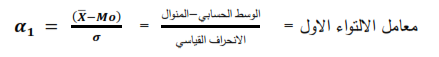 معامل الالتواء الاول = (الوسط الحسابي−المنوال) / (الانحراف القياسي) = (X̅−Mo) / σ = α₁